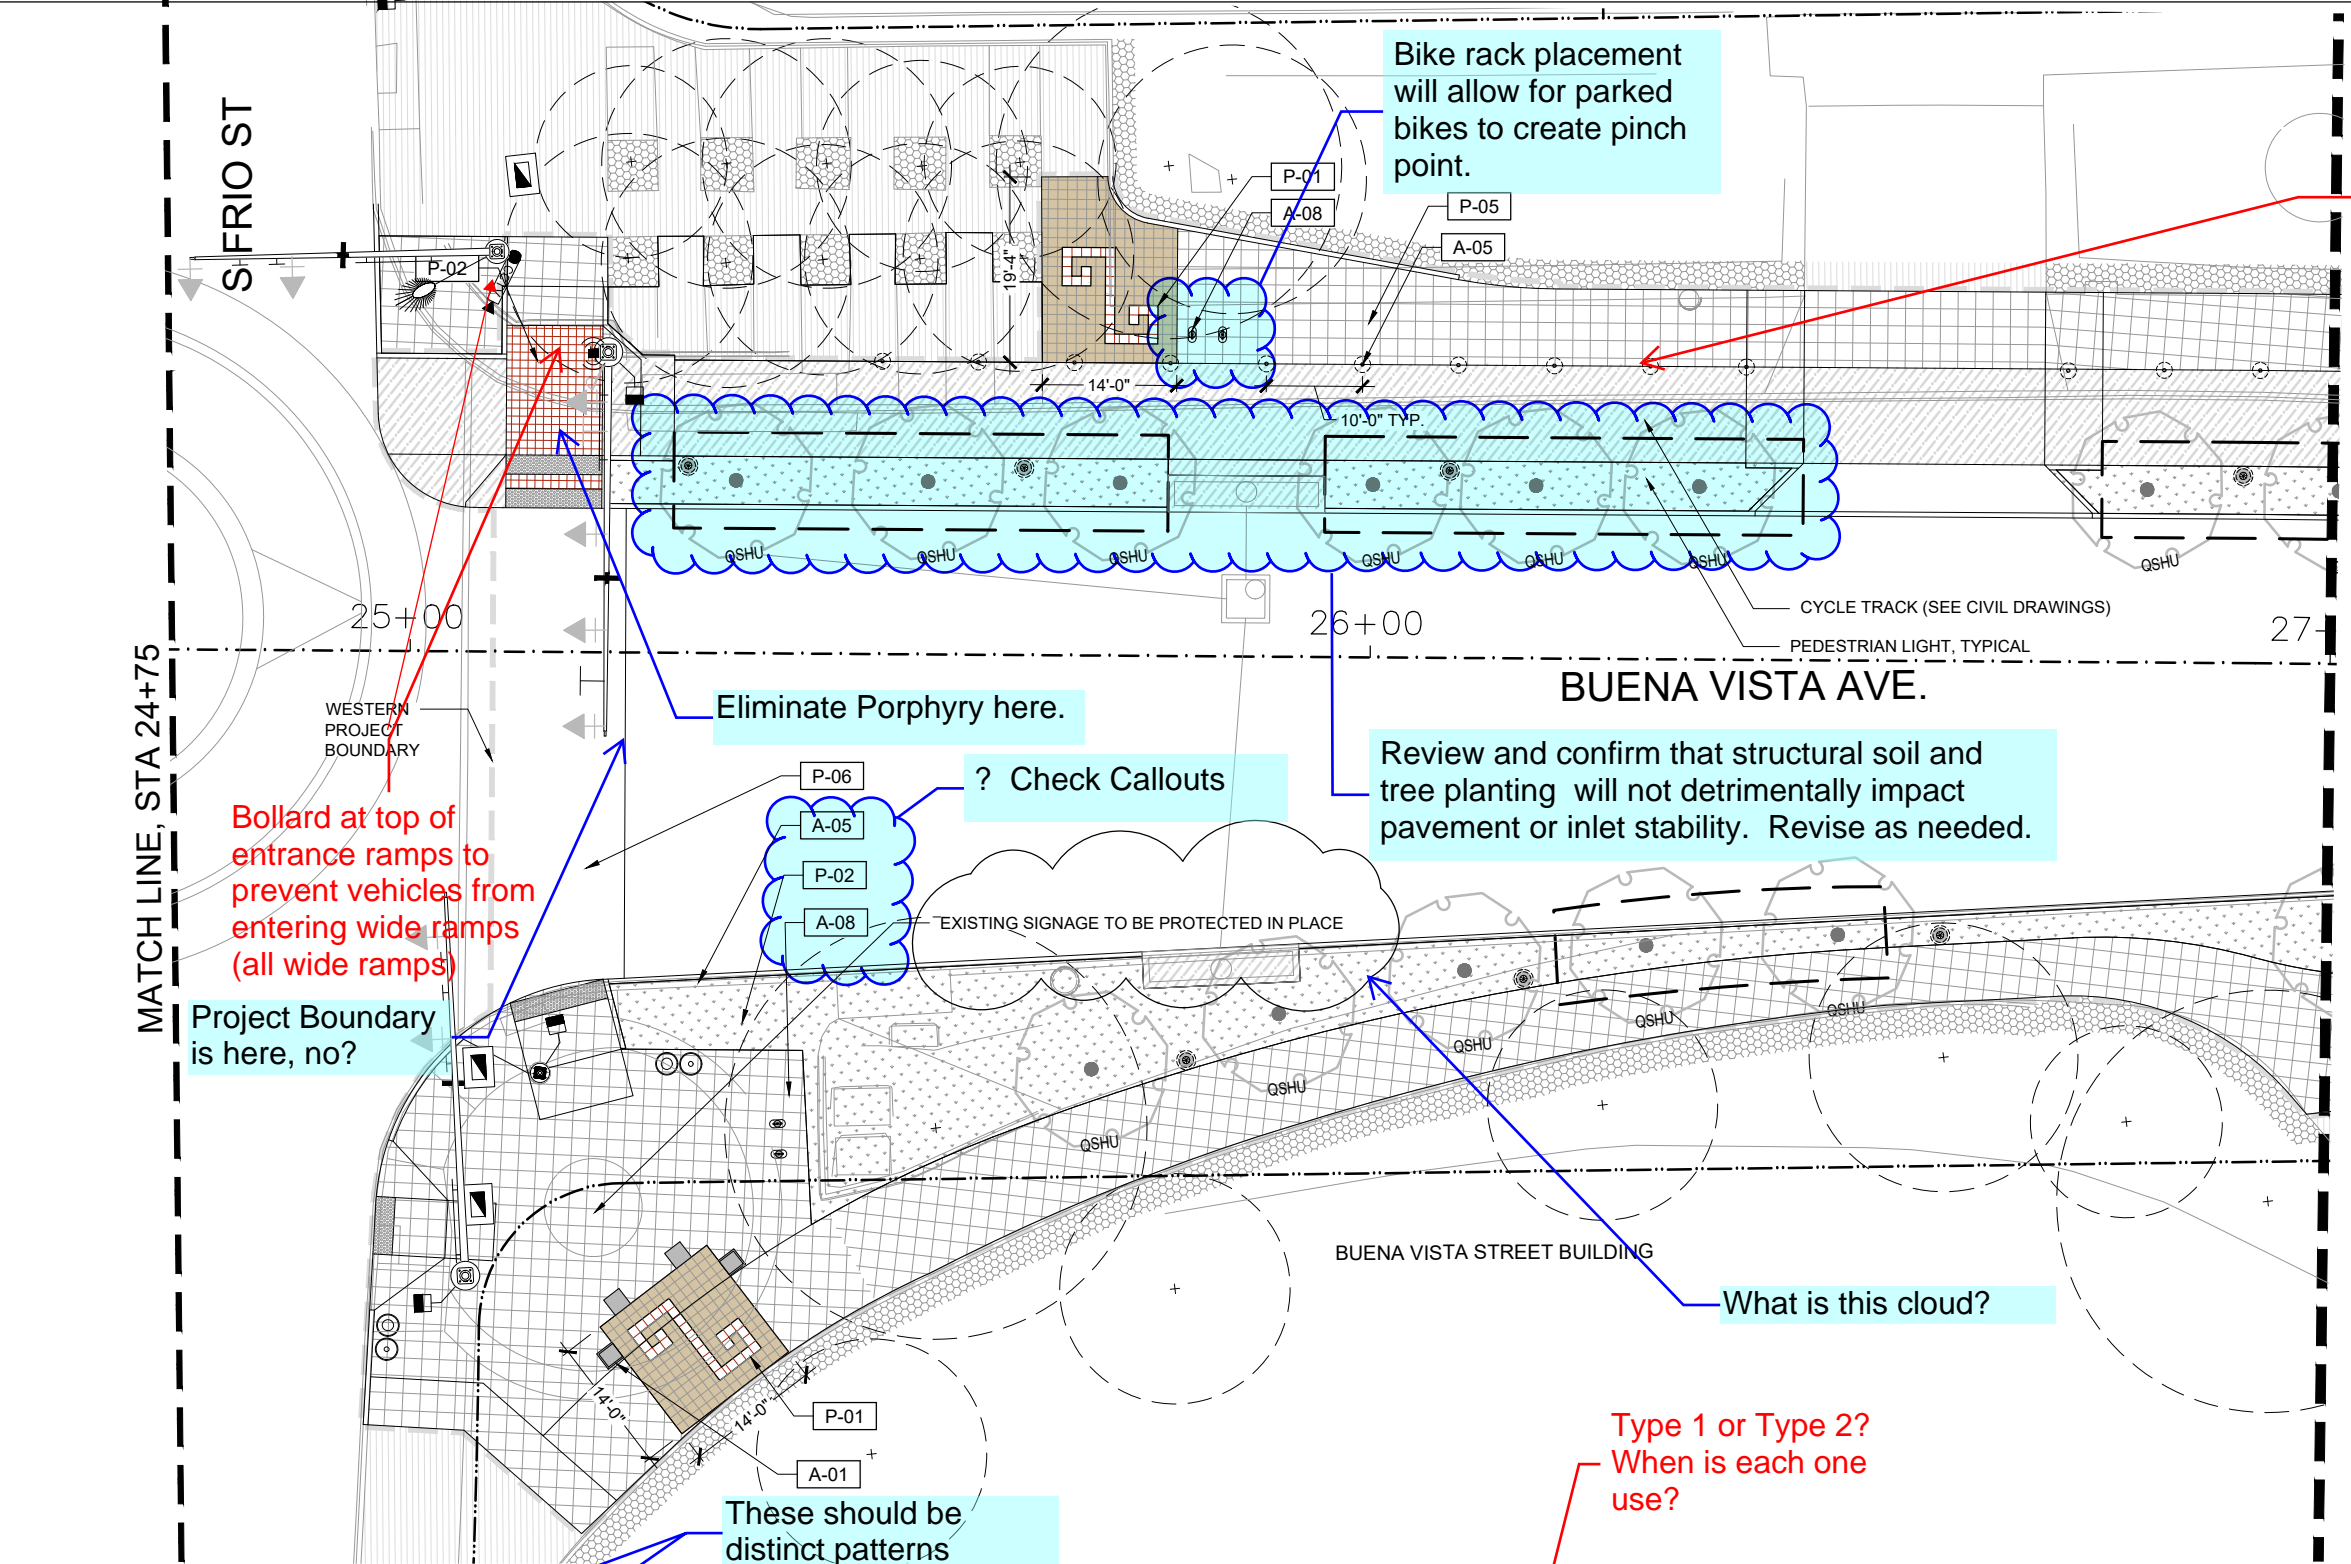 S FRIO ST
Bike rack placement
will allow for parked
bikes to create pinch
point.
P-01
A-08
P-05
A-05
P-02
19'-4"
14'-0"
10'-0" TYP.
QSHU
QSHU
QSHU
QSHU
QSHU
QSHU
QSHU
CYCLE TRACK (SEE CIVIL DRAWINGS)
PEDESTRIAN LIGHT, TYPICAL
25+00
26+00
27+
BUENA VISTA AVE.
MATCH LINE, STA 24+75
WESTERN
PROJECT
BOUNDARY
Eliminate Porphyry here.
Review and confirm that structural soil and
tree planting will not detrimentally impact
pavement or inlet stability. Revise as needed.
? Check Callouts
P-06
A-05
P-02
A-08
Bollard at top of
entrance ramps to
prevent vehicles from
entering wide ramps
(all wide ramps)
EXISTING SIGNAGE TO BE PROTECTED IN PLACE
Project Boundary
is here, no?
QSHU
QSHU
QSHU
QSHU
QSHU
BUENA VISTA STREET BUILDING
What is this cloud?
14'-0"
14'-0"
P-01
A-01
Type 1 or Type 2?
When is each one
use?
These should be
distinct patterns